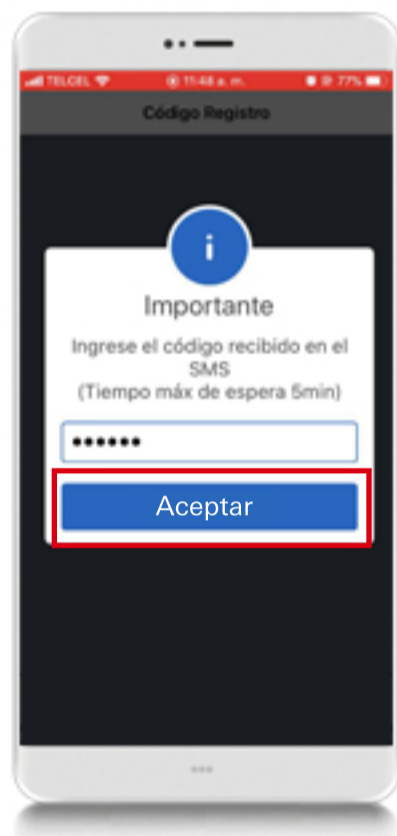 TELCEL 11:48 a. m. 77%
Código Registro
i
Importante
Ingrese el código recibido en el
SMS
(Tiempo máx de espera 5min)
••••••
Aceptar